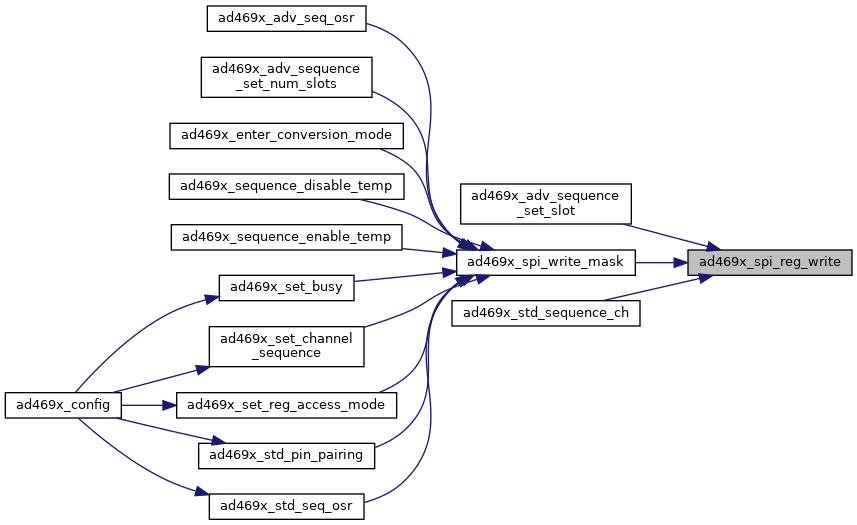 ad469x_adv_seq_osr
ad469x_adv_sequence
_set_num_slots
ad469x_enter_conversion_mode
ad469x_sequence_disable_temp
ad469x_adv_sequence
_set_slot
ad469x_sequence_enable_temp
ad469x_spi_write_mask
ad469x_spi_reg_write
ad469x_set_busy
ad469x_std_sequence_ch
ad469x_set_channel
_sequence
ad469x_config
ad469x_set_reg_access_mode
ad469x_std_pin_pairing
ad469x_std_seq_osr